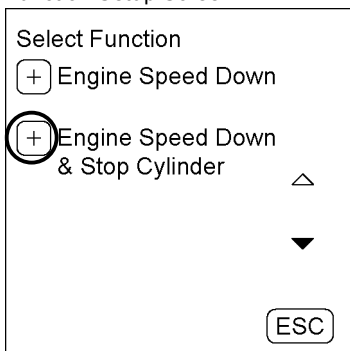 Select Function
+ Engine Speed Down
+ Engine Speed Down
& Stop Cylinder
ESC